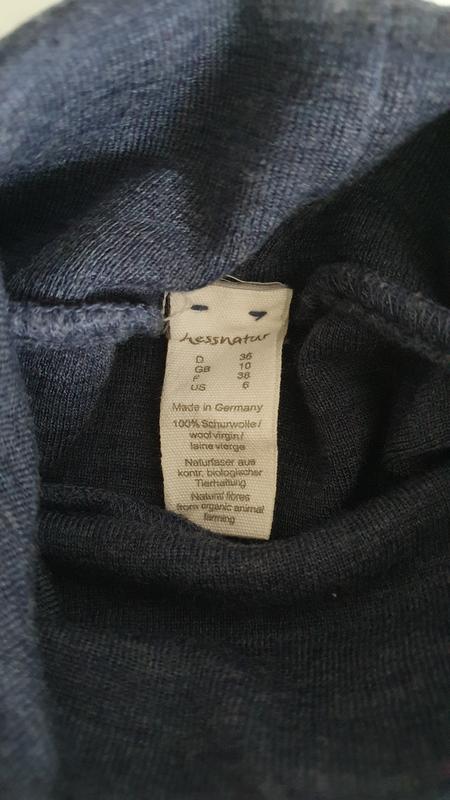 hessnatur
D 36
GB 10
F 38
US 6
Made in Germany
100% Schurwolle /
wool virgin /
laine vierge
Naturfaser aus
kontr. biologischer
Tierhaltung
Natural fibres
from organic animal
farming